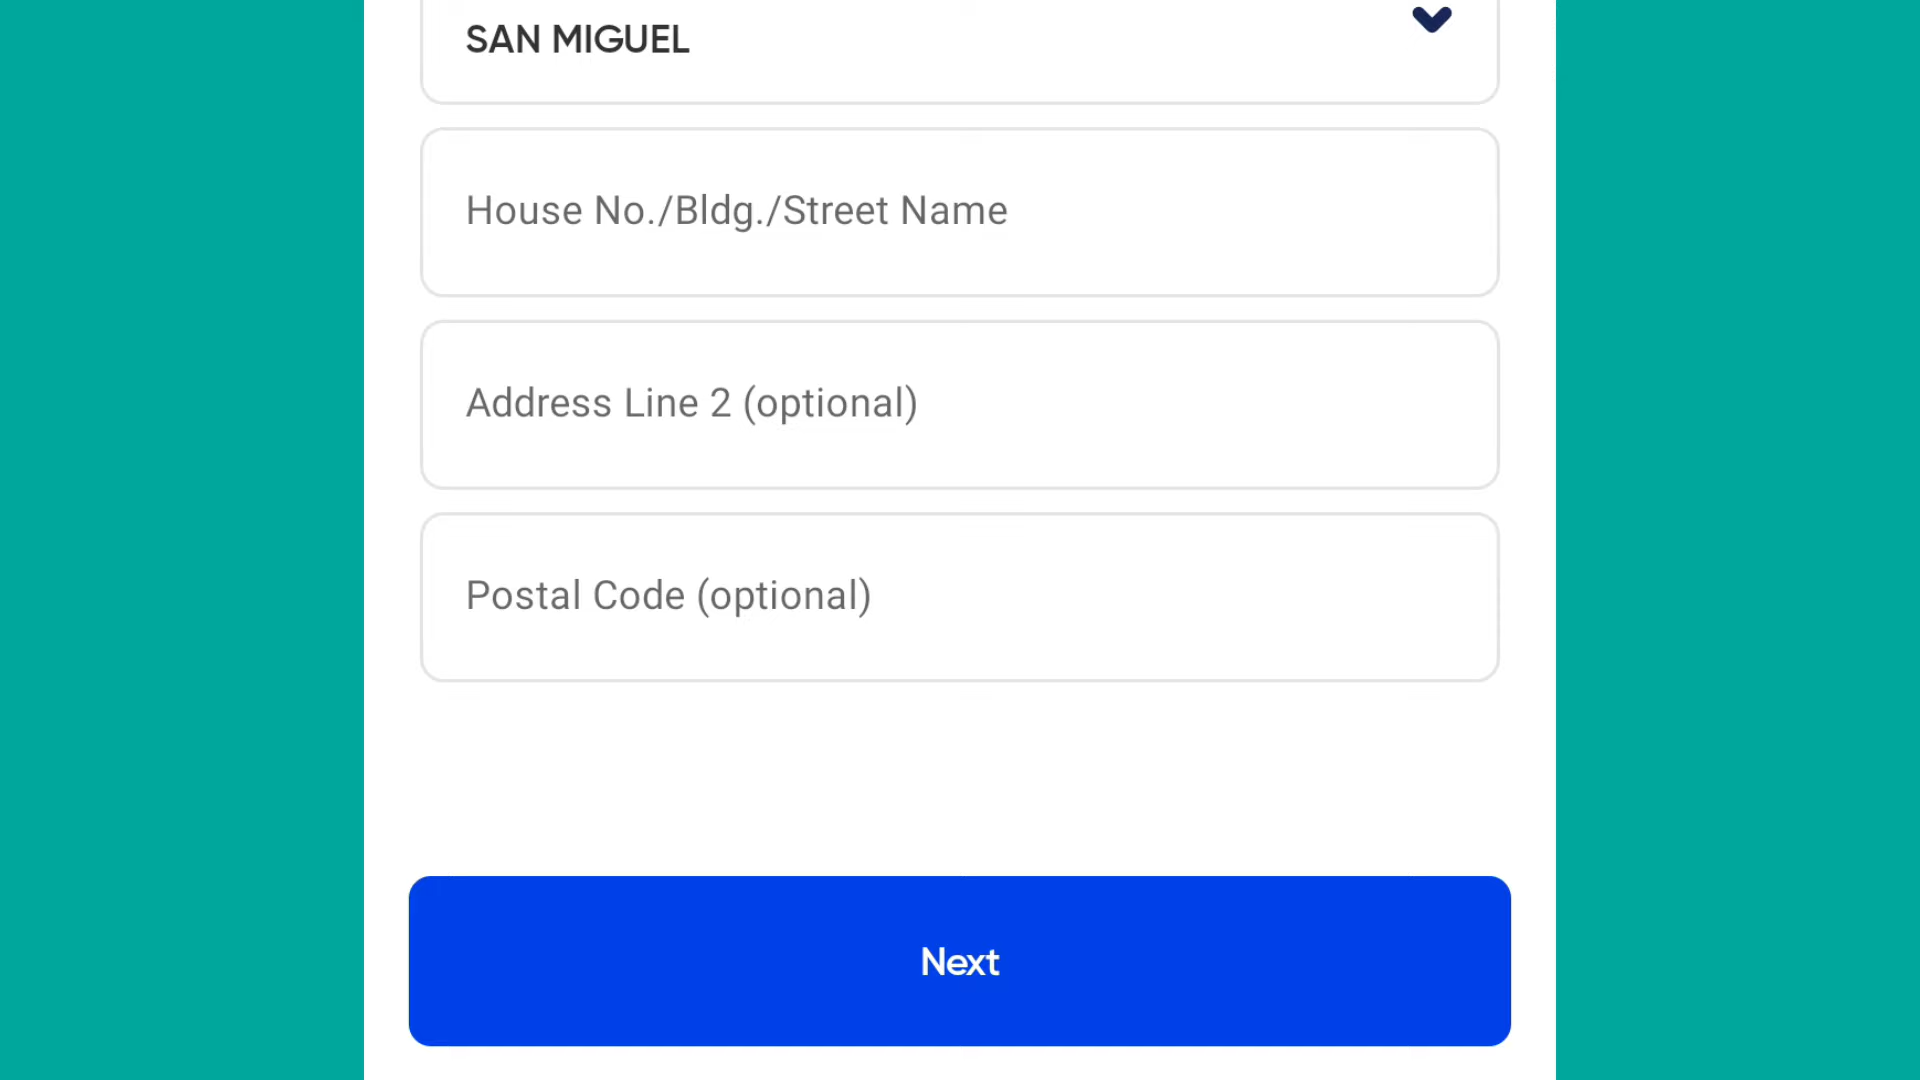 SAN MIGUEL
House No./Bldg./Street Name
Address Line 2 (optional)
Postal Code (optional)
Next